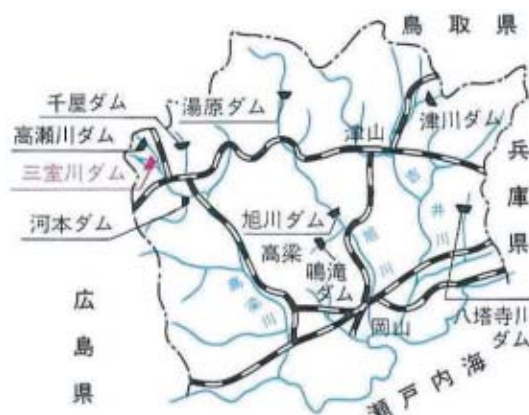 鳥取県
千屋ダム
湯原ダム
津川ダム
高瀬川ダム
津山
三室川ダム
兵庫県
吉井川
河本ダム
旭川ダム
高梁
旭川
鳴滝
ダム
高梁川
八塔寺川
ダム
岡山
広島県
瀬戸内海